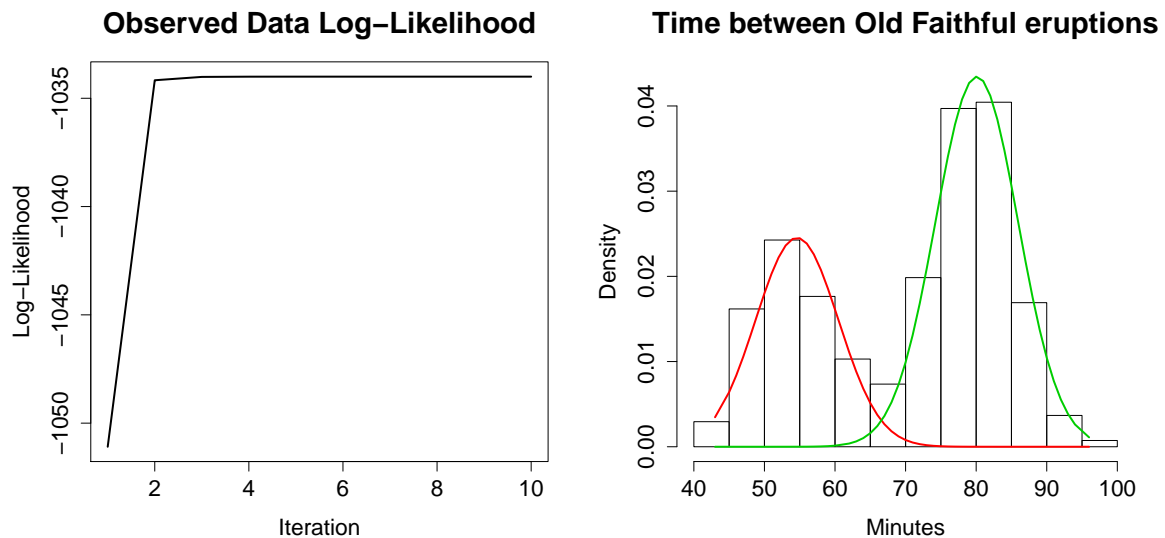 Observed Data Log−Likelihood
Log−Likelihood
−1035
−1040
−1045
−1050
2 4 6 8 10
Iteration
Time between Old Faithful eruptions
Density
0.04
0.03
0.02
0.01
0.00
40 50 60 70 80 90 100
Minutes